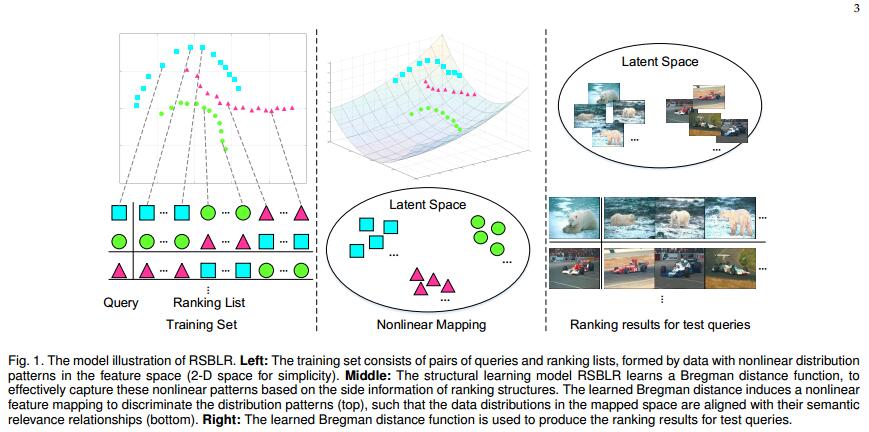 3
Latent Space
...
...
Latent Space
...
...
...
... ... ...
... ... ...
... ... ...
...
...
...
...
Query Ranking List
Training Set Nonlinear Mapping Ranking results for test queries
Fig. 1. The model illustration of RSBLR. Left: The training set consists of pairs of queries and ranking lists, formed by data with nonlinear distribution
patterns in the feature space (2-D space for simplicity). Middle: The structural learning model RSBLR learns a Bregman distance function, to
effectively capture these nonlinear patterns based on the side information of ranking structures. The learned Bregman distance induces a nonlinear
feature mapping to discriminate the distribution patterns (top), such that the data distributions in the mapped space are aligned with their semantic
relevance relationships (bottom). Right: The learned Bregman distance function is used to produce the ranking results for test queries.